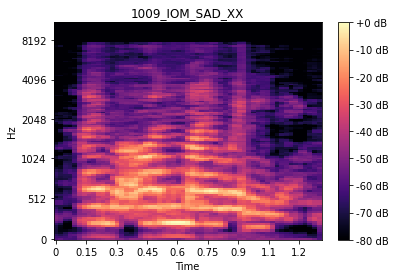 1009_IOM_SAD_XX
Hz
8192
4096
2048
1024
512
0
0 0.15 0.3 0.45 0.6 0.75 0.9 1.1 1.2
Time
+0 dB
-10 dB
-20 dB
-30 dB
-40 dB
-50 dB
-60 dB
-70 dB
-80 dB